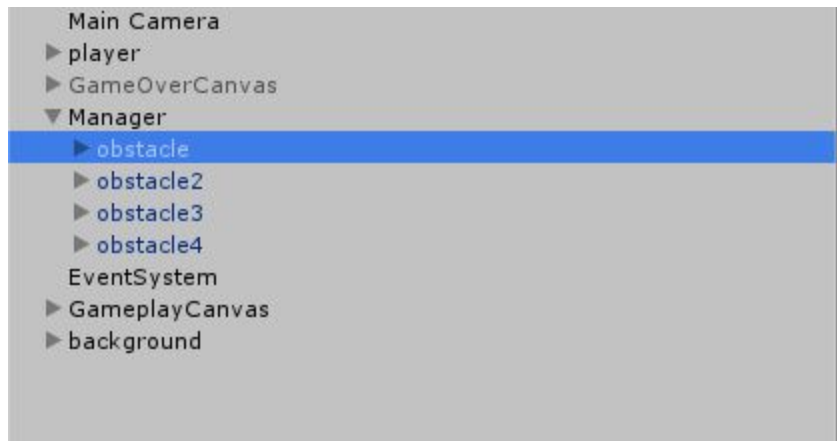 Main Camera
player
GameOverCanvas
Manager
obstacle
obstacle2
obstacle3
obstacle4
EventSystem
GameplayCanvas
background